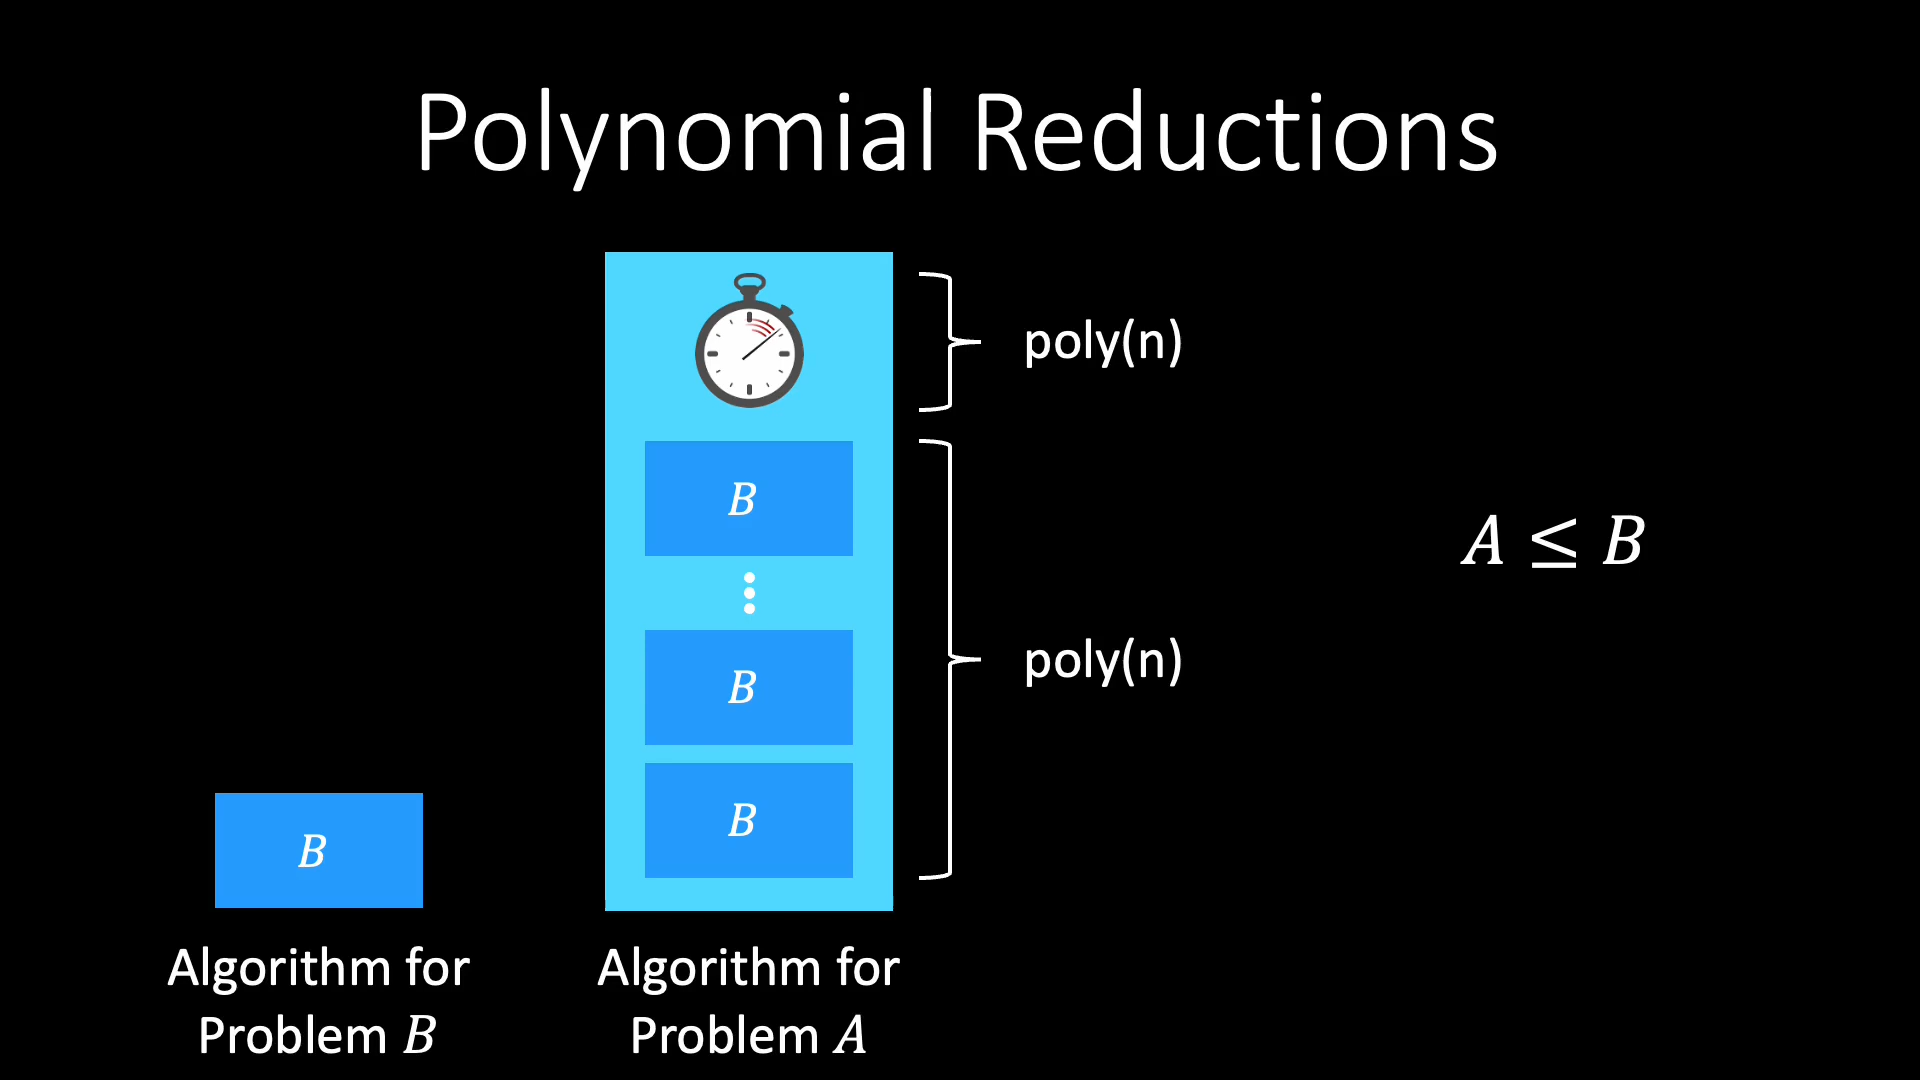 Polynomial Reductions
poly(n)
B
A ≤ B
poly(n)
B
B
B
Algorithm for
Problem B
Algorithm for
Problem A